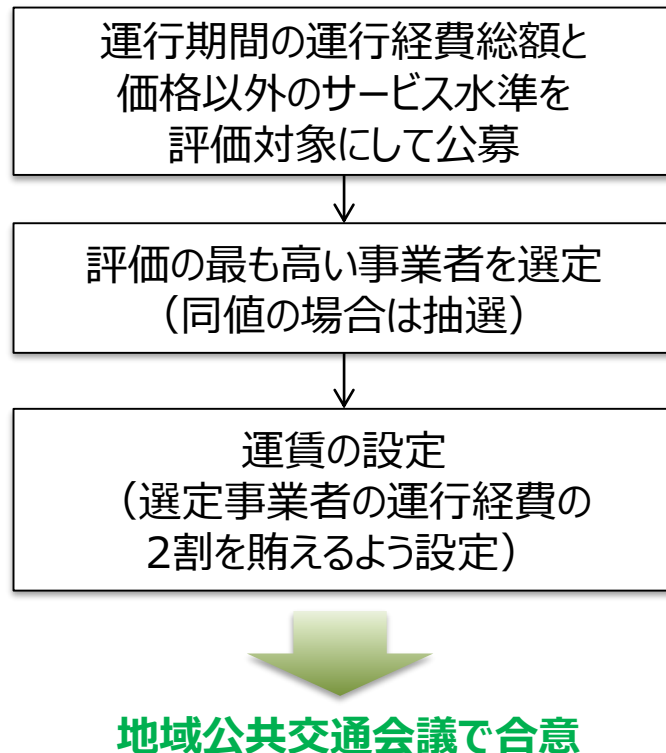 運行期間の運行経費総額と
価格以外のサービス水準を
評価対象にして公募
評価の最も高い事業者を選定
（同値の場合は抽選）
運賃の設定
（選定事業者の運行経費の
2割を賄えるよう設定）
地域公共交通会議で合意